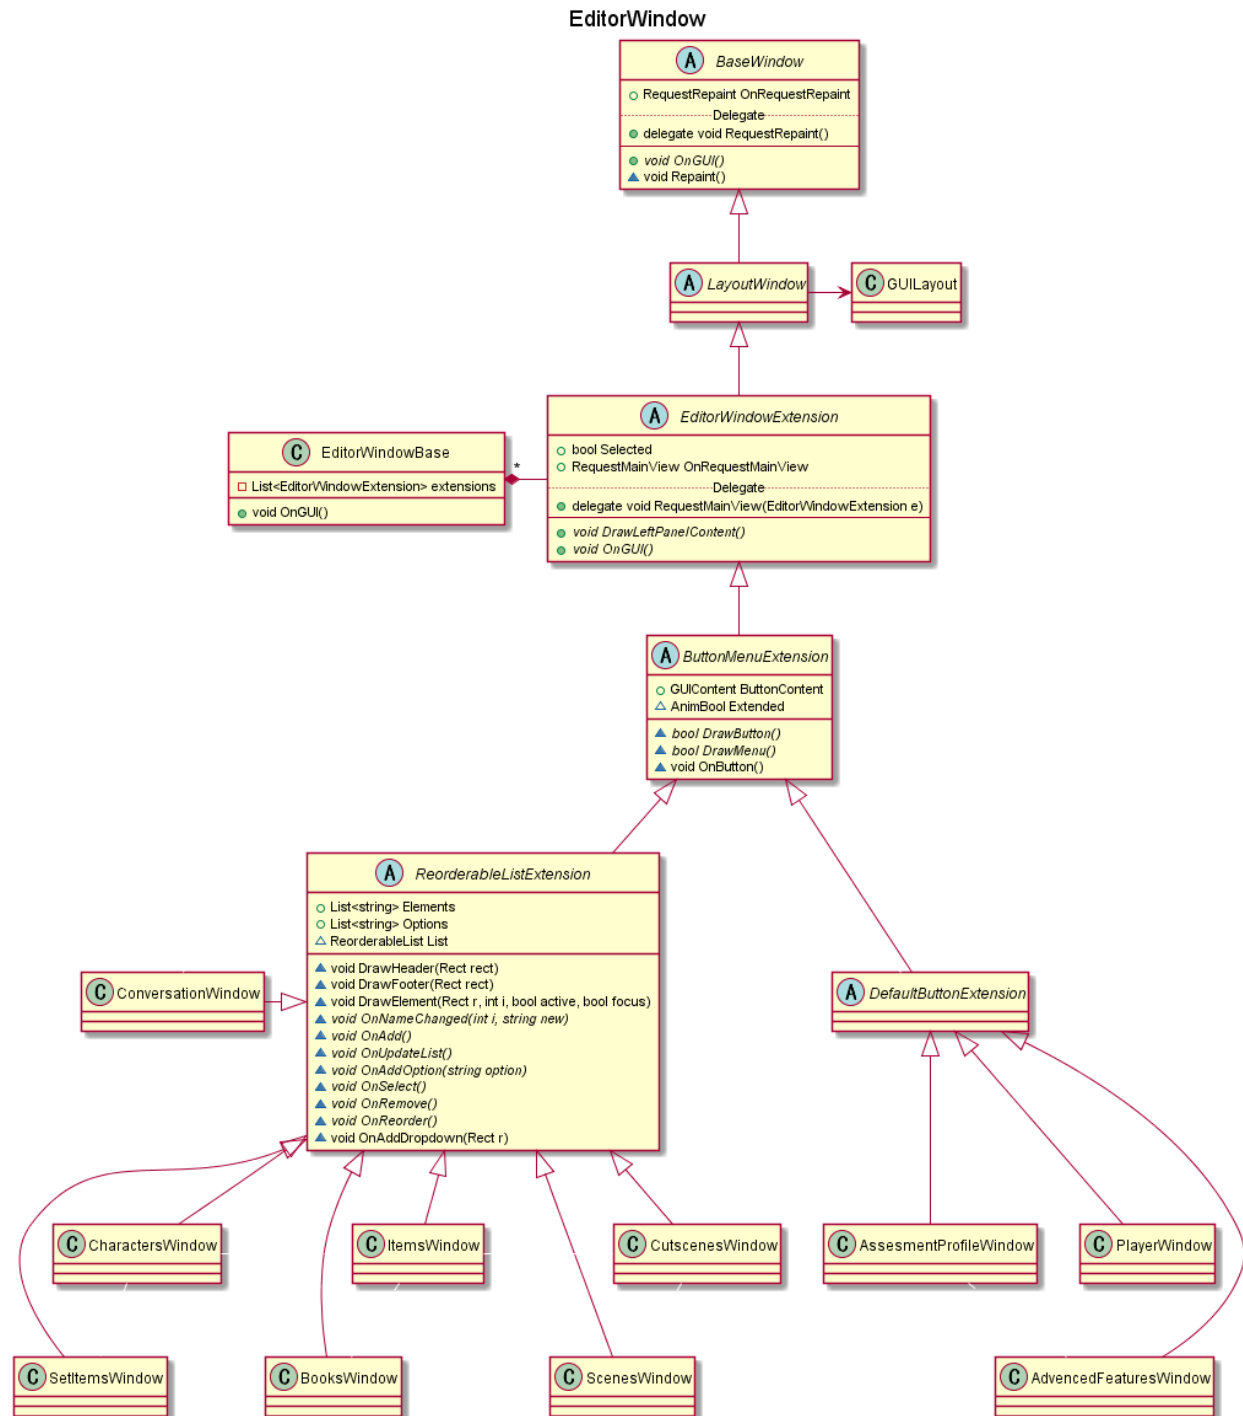 EditorWindow
A BaseWindow
RequestRepaint OnRequestRepaint
Delegate
delegate void RequestRepaint()
void OnGUI()
void Repaint()
A LayoutWindow
C GUILayout
A EditorWindowExtension
bool Selected
RequestMainView OnRequestMainView
Delegate
delegate void RequestMainView(EditorWindowExtension e)
void DrawLeftPanelContent()
void OnGUI()
C EditorWindowBase
List<EditorWindowExtension> extensions
void OnGUI()
*
A ButtonMenuExtension
GUIContent ButtonContent
AnimBool Extended
bool DrawButton()
bool DrawMenu()
void OnButton()
A ReorderableListExtension
List<string> Elements
List<string> Options
ReorderableList List
void DrawHeader(Rect rect)
void DrawFooter(Rect rect)
void DrawElement(Rect r, int i, bool active, bool focus)
void OnNameChanged(int i, string new)
void OnAdd()
void OnUpdateList()
void OnAddOption(string option)
void OnSelect()
void OnRemove()
void OnReorder()
void OnAddDropdown(Rect r)
C ConversationWindow
A DefaultButtonExtension
C CharactersWindow
C ItemsWindow
C CutscenesWindow
C AssesmentProfileWindow
C PlayerWindow
C SetItemsWindow
C BooksWindow
C ScenesWindow
C AdvencedFeaturesWindow